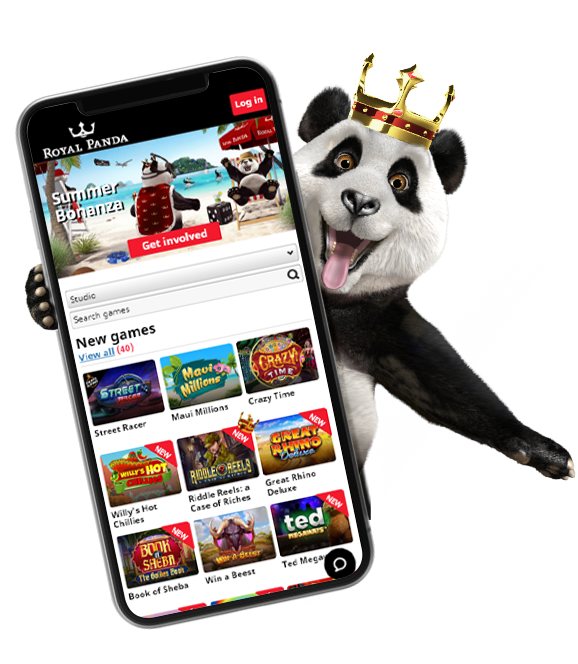 Log in
ROYAL PANDA
Summer
Bonanza
Get involved
Studio
Search games
New games
View all (40)
STREET
RACER
Maui
Millions
CRAZY
TIME
Street Racer
Maui Millions
Crazy Time
NEW
WILLY'S HOT
CHILLIES
NEW
RIDDLE REELS
NEW
GREAT
RHINO
Deluxe
Willy's Hot
Chillies
Riddle Reels: a
Case of Riches
Great Rhino
Deluxe
NEW
BOOK
of
SHEBA
WIN-A-BEEST
NEW
ted
MEGAWAYS
Book of Sheba
Win a Beest
Ted Megaw